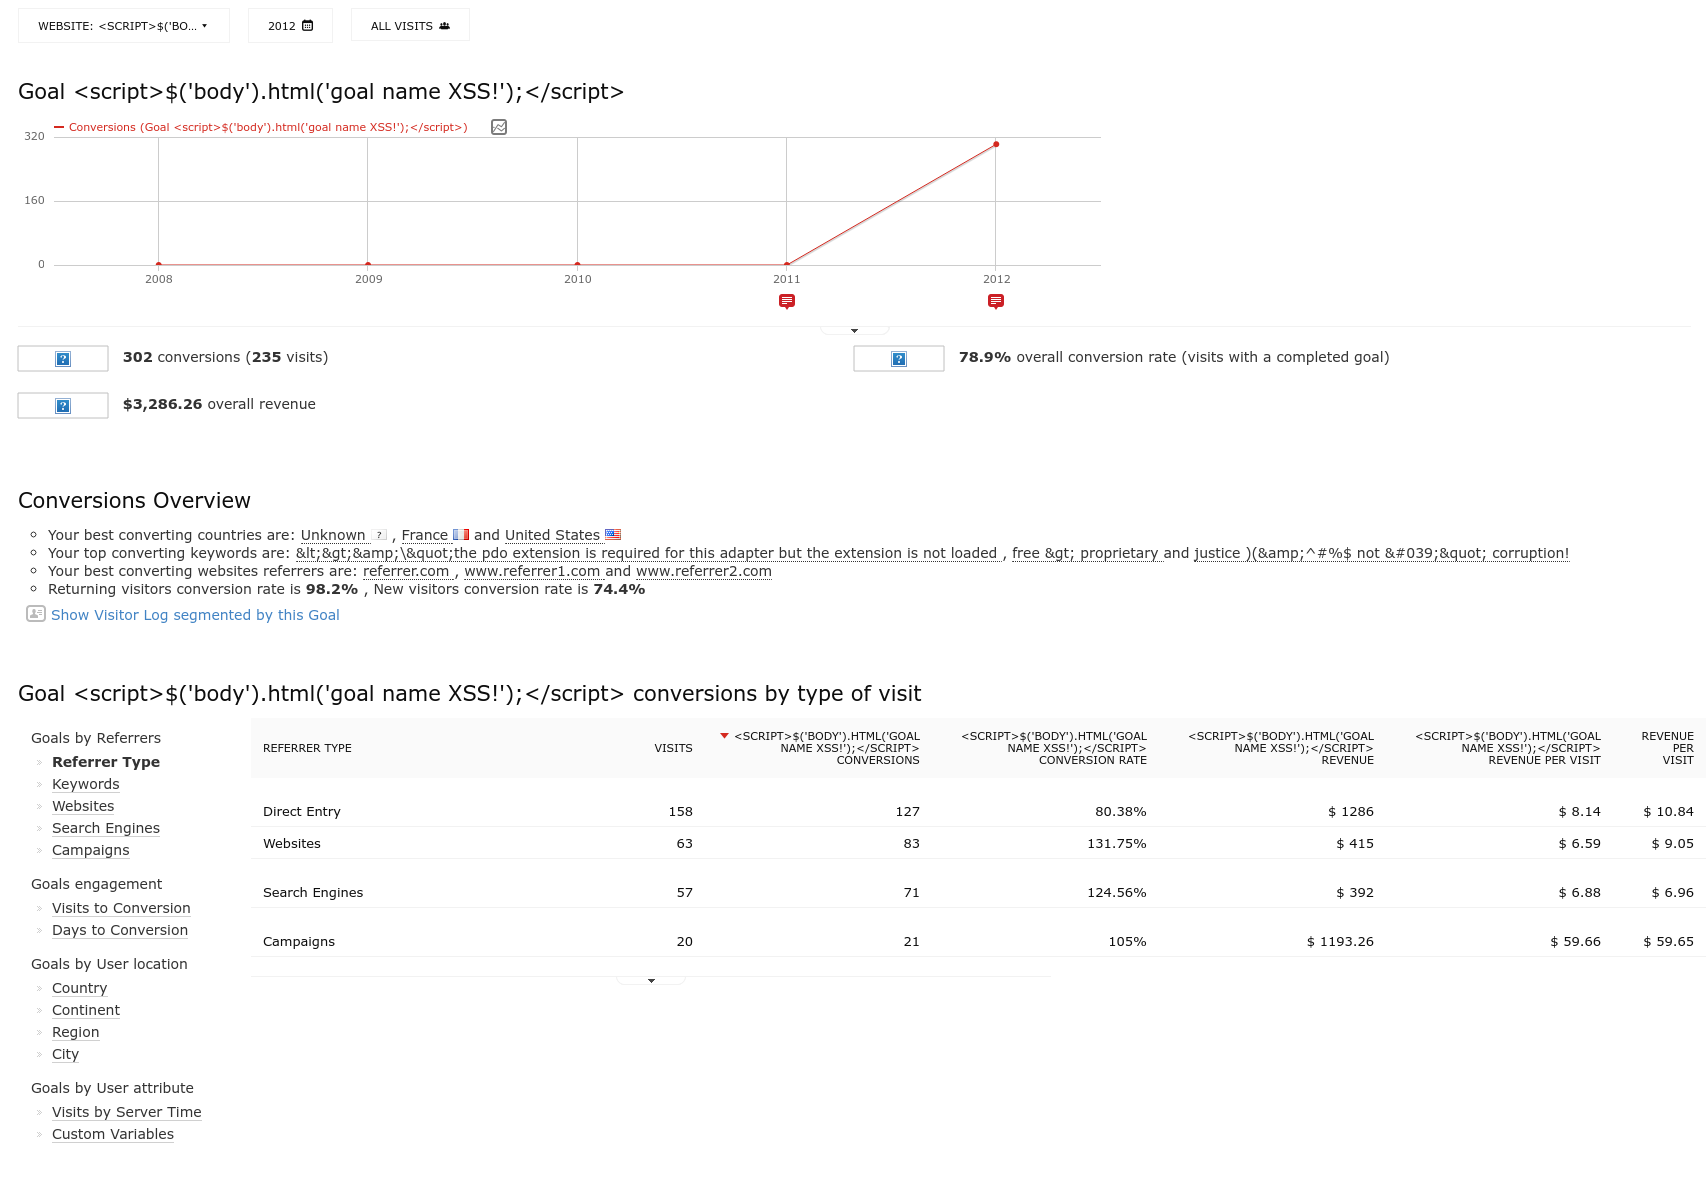 WEBSITE: <SCRIPT>$('BO...
2012
ALL VISITS
Goal <script>$('body').html('goal name XSS!');</script>
Conversions (Goal <script>$('body').html('goal name XSS!');</script>)
320
160
0
2008 2009 2010 2011 2012
302 conversions (235 visits)
78.9% overall conversion rate (visits with a completed goal)
$3,286.26 overall revenue
Conversions Overview
Your best converting countries are: Unknown ? , France and United States
Your top converting keywords are: &lt;&gt;&amp;\&quot;the pdo extension is required for this adapter but the extension is not loaded , free &gt; proprietary and justice )(&amp;^#%$ not &#039;&quot; corruption!
Your best converting websites referrers are: referrer.com , www.referrer1.com and www.referrer2.com
Returning visitors conversion rate is 98.2% , New visitors conversion rate is 74.4%
Show Visitor Log segmented by this Goal
Goal <script>$('body').html('goal name XSS!');</script> conversions by type of visit
Goals by Referrers
» Referrer Type
» Keywords
» Websites
» Search Engines
» Campaigns
Goals engagement
» Visits to Conversion
» Days to Conversion
Goals by User location
» Country
» Continent
» Region
» City
Goals by User attribute
» Visits by Server Time
» Custom Variables
REFERRER TYPE
VISITS
<SCRIPT>$('BODY').HTML('GOAL
NAME XSS!');</SCRIPT>
CONVERSIONS
<SCRIPT>$('BODY').HTML('GOAL
NAME XSS!');</SCRIPT>
CONVERSION RATE
<SCRIPT>$('BODY').HTML('GOAL
NAME XSS!');</SCRIPT>
REVENUE
<SCRIPT>$('BODY').HTML('GOAL
NAME XSS!');</SCRIPT>
REVENUE PER VISIT
REVENUE
PER
VISIT
Direct Entry 158 127 80.38% $ 1286 $ 8.14 $ 10.84
Websites 63 83 131.75% $ 415 $ 6.59 $ 9.05
Search Engines 57 71 124.56% $ 392 $ 6.88 $ 6.96
Campaigns 20 21 105% $ 1193.26 $ 59.66 $ 59.65